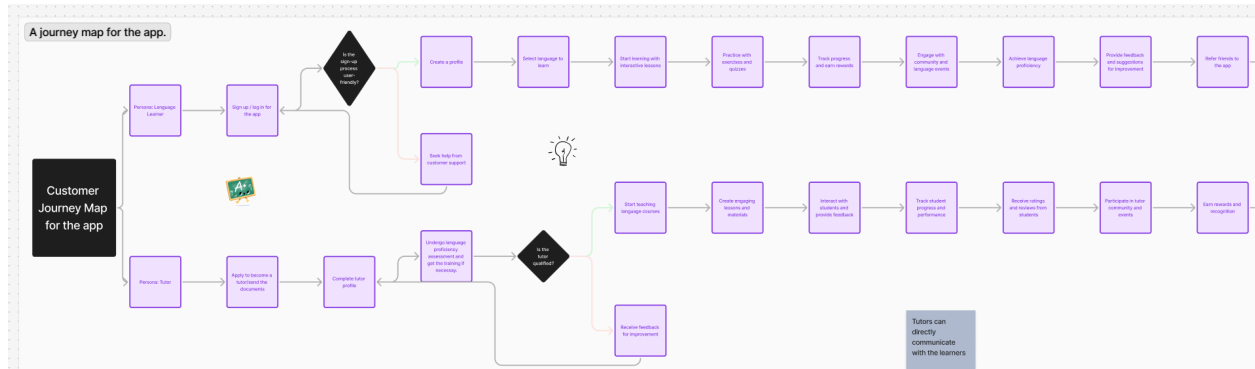 A journey map for the app.
Customer
Journey Map
for the app
Persona: Language
Learner
Sign up / log in for
the app
Is the
sign-up
process
user-
friendly?
Create a profile
Select language to
learn
Start learning with
interactive lessons
Practice with
exercises and
quizzes
Track progress
and earn rewards
Engage with
community and
language events
Achieve language
proficiency
Provide feedback
and suggestions
for improvement
Refer friends to
the app
Seek help from
customer support
A+
Persona: Tutor
Apply to become a
tutor/send the
documents
Complete tutor
profile
Undergo language
proficiency
assessment and
get the training if
necessary.
Is the
tutor
qualified?
Start teaching
language courses
Create engaging
lessons and
materials
Interact with
students and
provide feedback
Track student
progress and
performance
Receive ratings
and reviews from
students
Participate in tutor
community and
events
Earn rewards and
recognition
Receive feedback
for improvement
Tutors can
directly
communicate
with the learners